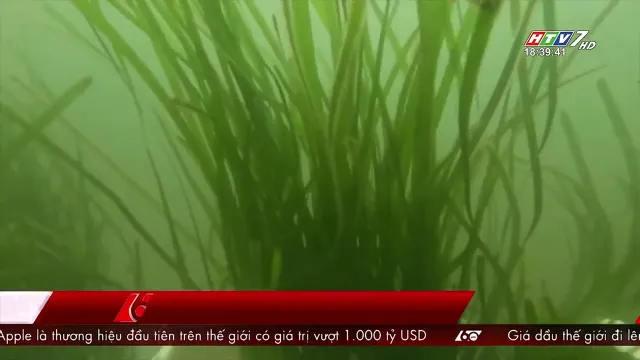 HTV7 HD
18:39:41
Apple là thương hiệu đầu tiên trên thế giới có giá trị vượt 1.000 tỷ USD
Giá dầu thế giới đi lê